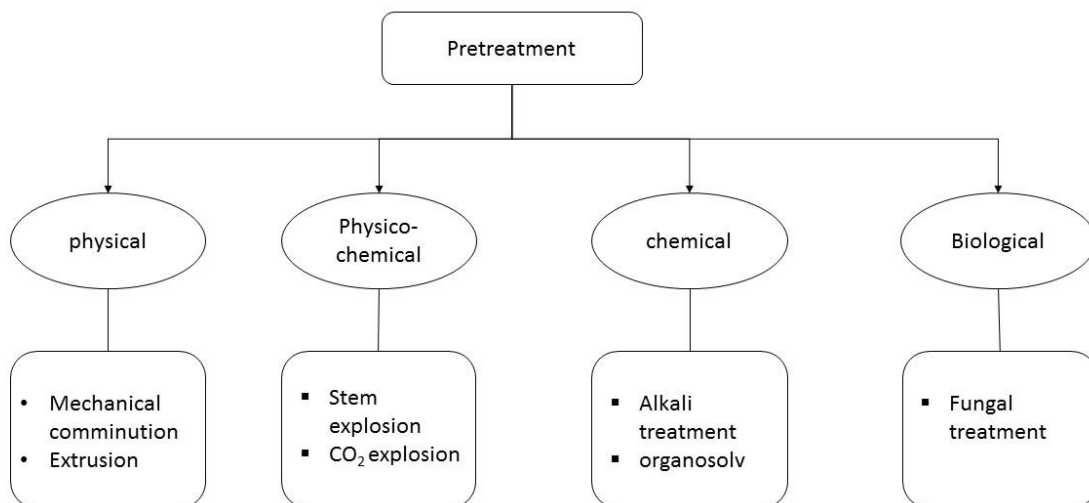 Pretreatment
physical
Physico-
chemical
chemical
Biological
• Mechanical
comminution
• Extrusion
▪ Stem
explosion
▪ CO₂ explosion
▪ Alkali
treatment
▪ organosolv
▪ Fungal
treatment